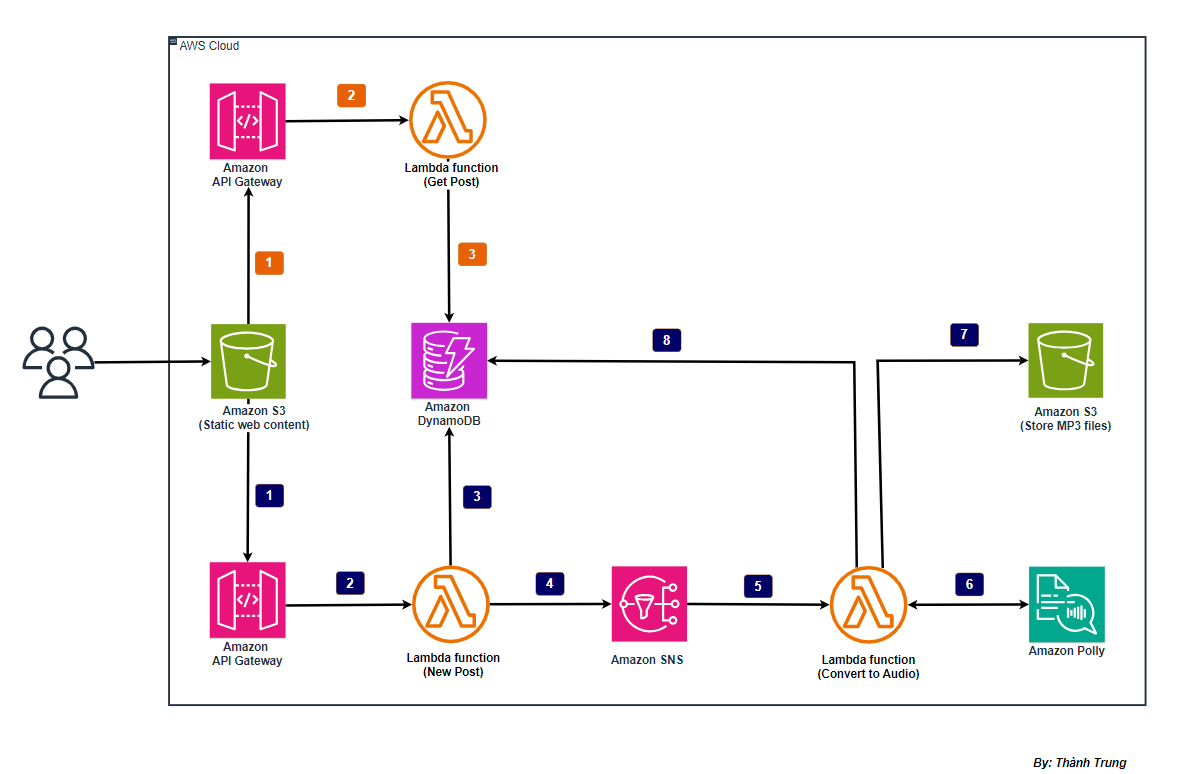 AWS Cloud
2
Amazon
API Gateway
Lambda function
(Get Post)
1
3
8
7
Amazon S3
(Static web content)
Amazon
DynamoDB
Amazon S3
(Store MP3 files)
1
3
2
4
5
6
</>
</>
Amazon
API Gateway
Lambda function
(New Post)
Amazon SNS
Lambda function
(Convert to Audio)
Amazon Polly
By: Thành Trung